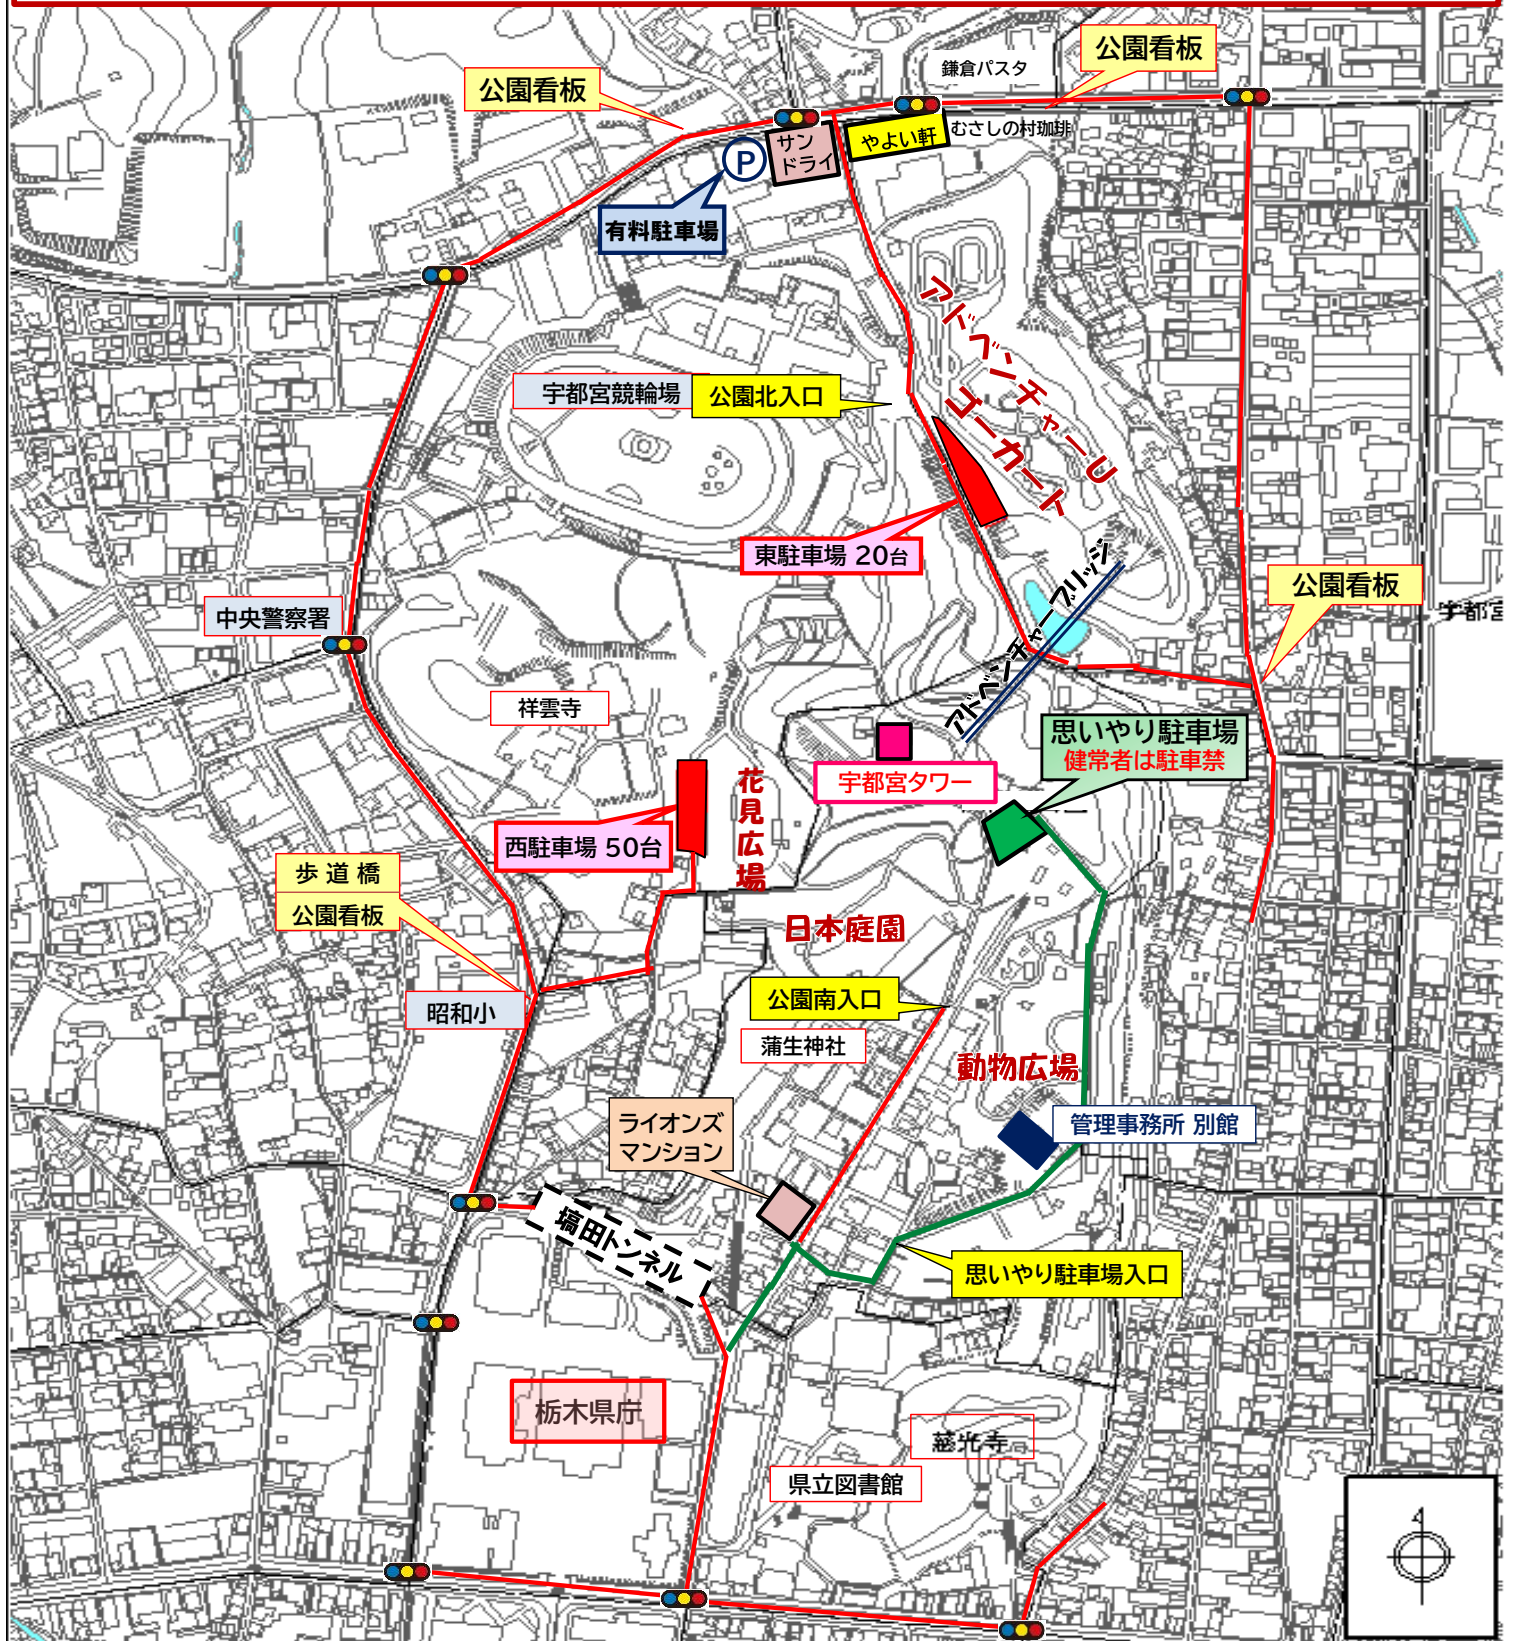 鎌倉パスタ
公園看板
公園看板
むさしの村珈琲
サン
ドライ
やよい軒
P
有料駐車場
アドベンチャーU
ゴーカート
宇都宮競輪場
公園北入口
東駐車場 20台
アドベンチャーブリッジ
公園看板
宇都宮
中央警察署
祥雲寺
思いやり駐車場
健常者は駐車禁
宇都宮タワー
花見広場
西駐車場 50台
歩道橋
公園看板
日本庭園
公園南入口
昭和小
蒲生神社
動物広場
管理事務所 別館
ライオンズ
マンション
塙田トンネル
思いやり駐車場入口
栃木県庁
慈光寺
県立図書館